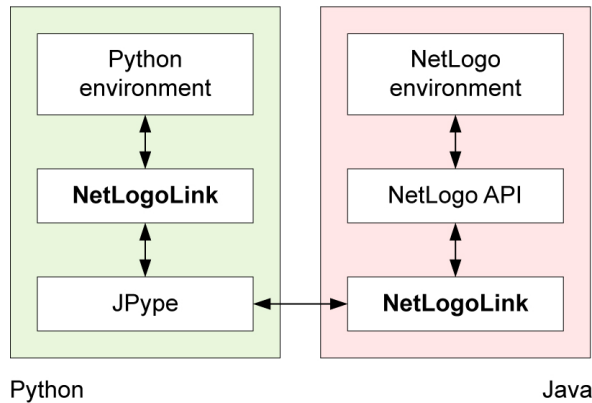 Python
environment
NetLogoLink
JPype
NetLogo
environment
NetLogo API
NetLogoLink
Python
Java